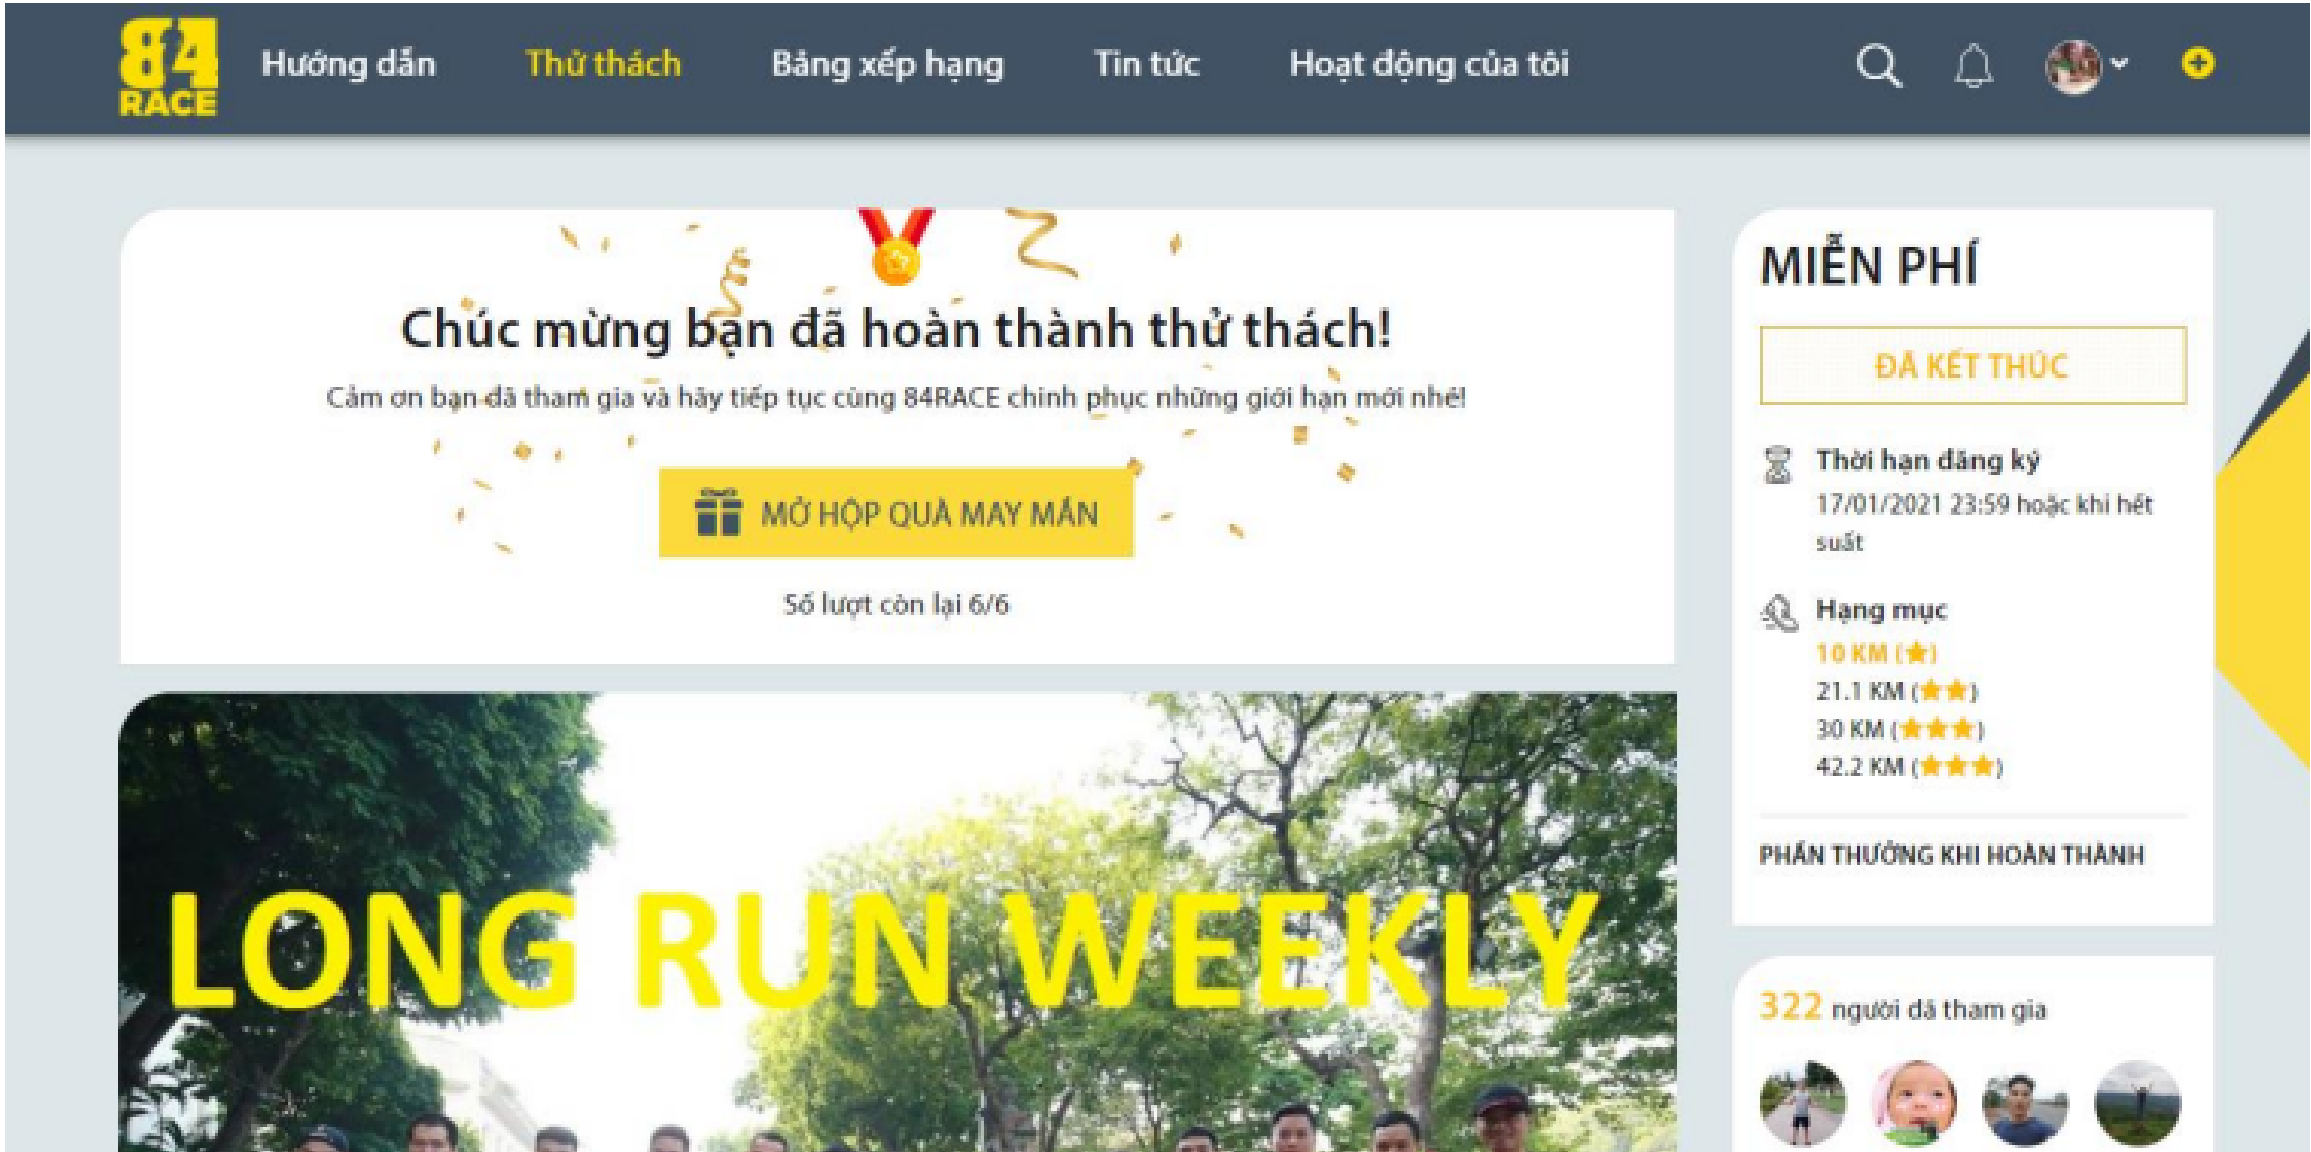 84
RACE
Hướng dẫn
Thử thách
Bảng xếp hạng
Tin tức
Hoạt động của tôi
Chúc mừng bạn đã hoàn thành thử thách!
Cảm ơn bạn đã tham gia và hãy tiếp tục cùng 84RACE chinh phục những giới hạn mới nhé!
MỞ HỘP QUÀ MAY MẮN
Số lượt còn lại 6/6
LONG RUN WEEKLY
MIỄN PHÍ
ĐÃ KẾT THÚC
Thời hạn đăng ký
17/01/2021 23:59 hoặc khi hết
suất
Hạng mục
10 KM (★)
21.1 KM (★★)
30 KM (★★★)
42.2 KM (★★★)
PHẦN THƯỞNG KHI HOÀN THÀNH
322 người đã tham gia